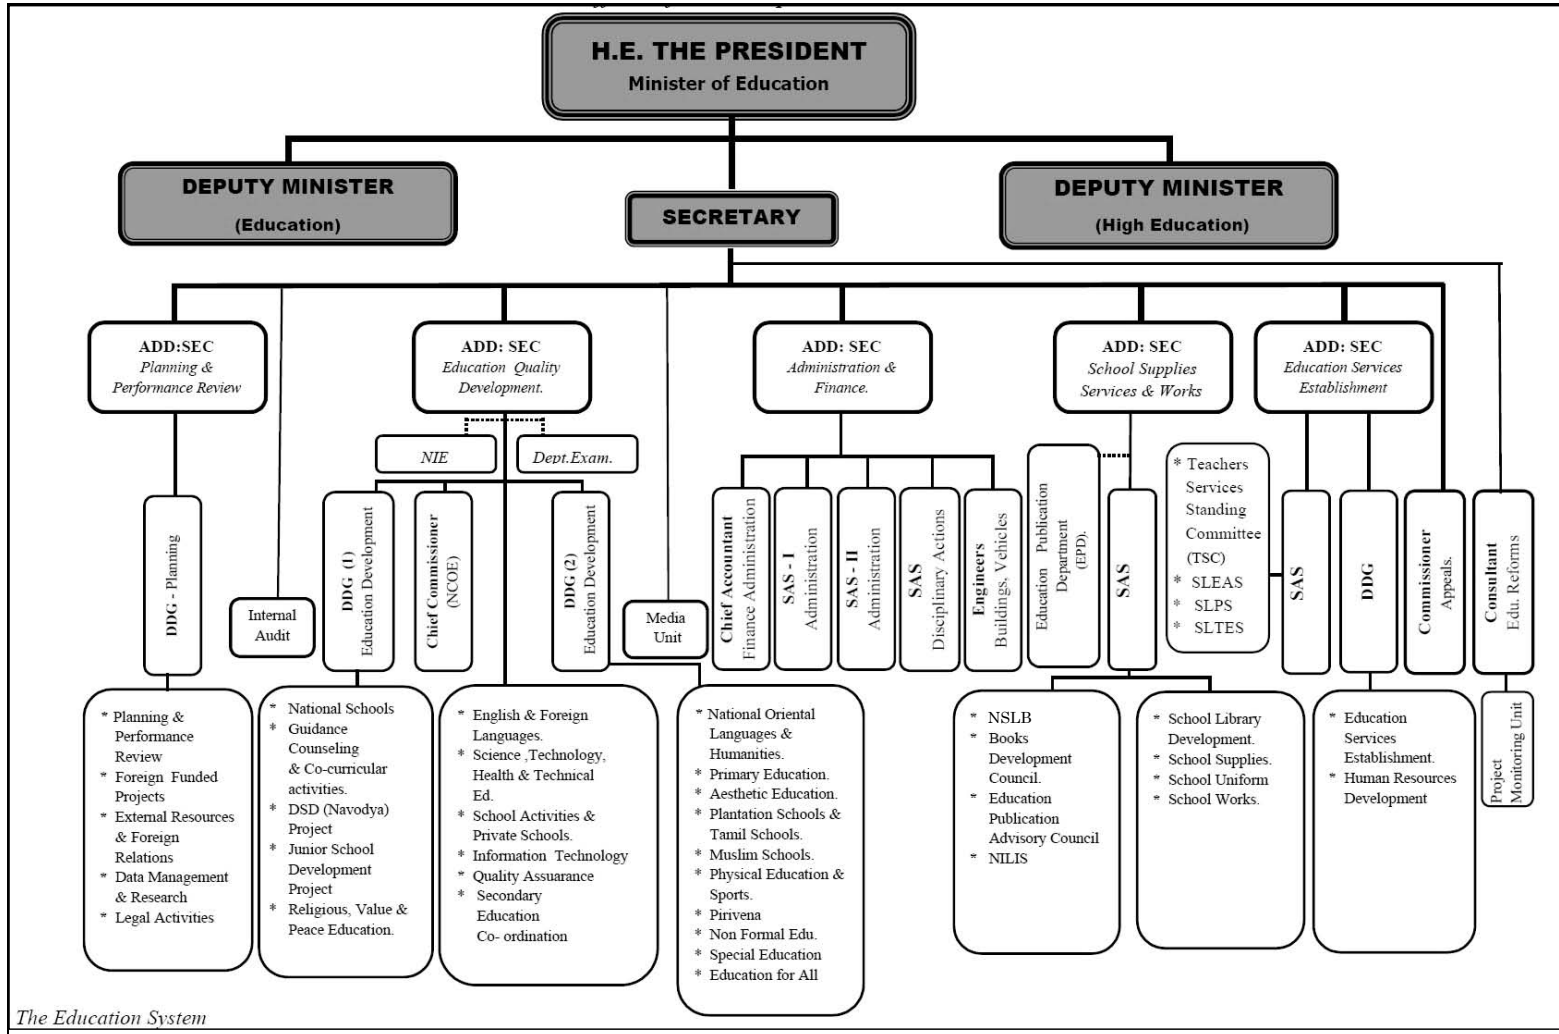 H.E. THE PRESIDENT
Minister of Education
DEPUTY MINISTER
(Education)
SECRETARY
DEPUTY MINISTER
(High Education)
ADD:SEC
Planning &
Performance Review
ADD: SEC
Education Quality
Development.
ADD: SEC
Administration &
Finance.
ADD: SEC
School Supplies
Services & Works
ADD: SEC
Education Services
Establishment
NIE
Dept.Exam.
DDG - Planning
Internal
Audit
DDG (1)
Education Development
Chief Commissioner
(NCOE)
DDG (2)
Education Development
Media
Unit
Chief Accountant
Finance Administration
SAS - I
Administration
SAS - II
Administration
SAS
Disciplinary Actions
Engineers
Buildings, Vehicles
Education Publication
Department
(EPD).
SAS
* Teachers
Services
Standing
Committee
(TSC)
* SLEAS
* SLPS
* SLTES
SAS
DDG
Commissioner
Appeals.
Consultant
Edu. Reforms
* Planning &
Performance
Review
* Foreign Funded
Projects
* External Resources
& Foreign
Relations
* Data Management
& Research
* Legal Activities
* National Schools
* Guidance
Counseling
& Co-curricular
activities.
* DSD (Navodya)
Project
* Junior School
Development
Project
* Religious, Value &
Peace Education.
* English & Foreign
Languages.
* Science ,Technology,
Health & Technical
Ed.
* School Activities &
Private Schools.
* Information Technology
* Quality Assuarance
* Secondary
Education
Co- ordination
* National Oriental
Languages &
Humanities.
* Primary Education.
* Aesthetic Education.
* Plantation Schools &
Tamil Schools.
* Muslim Schools.
* Physical Education &
Sports.
* Pirivena
* Non Formal Edu.
* Special Education
* Education for All
* NSLB
* Books
Development
Council.
* Education
Publication
Advisory Council
* NILIS
* School Library
Development.
* School Supplies.
* School Uniform
* School Works.
* Education
Services
Establishment.
* Human Resources
Development
Project
Monitoring Unit
The Education System